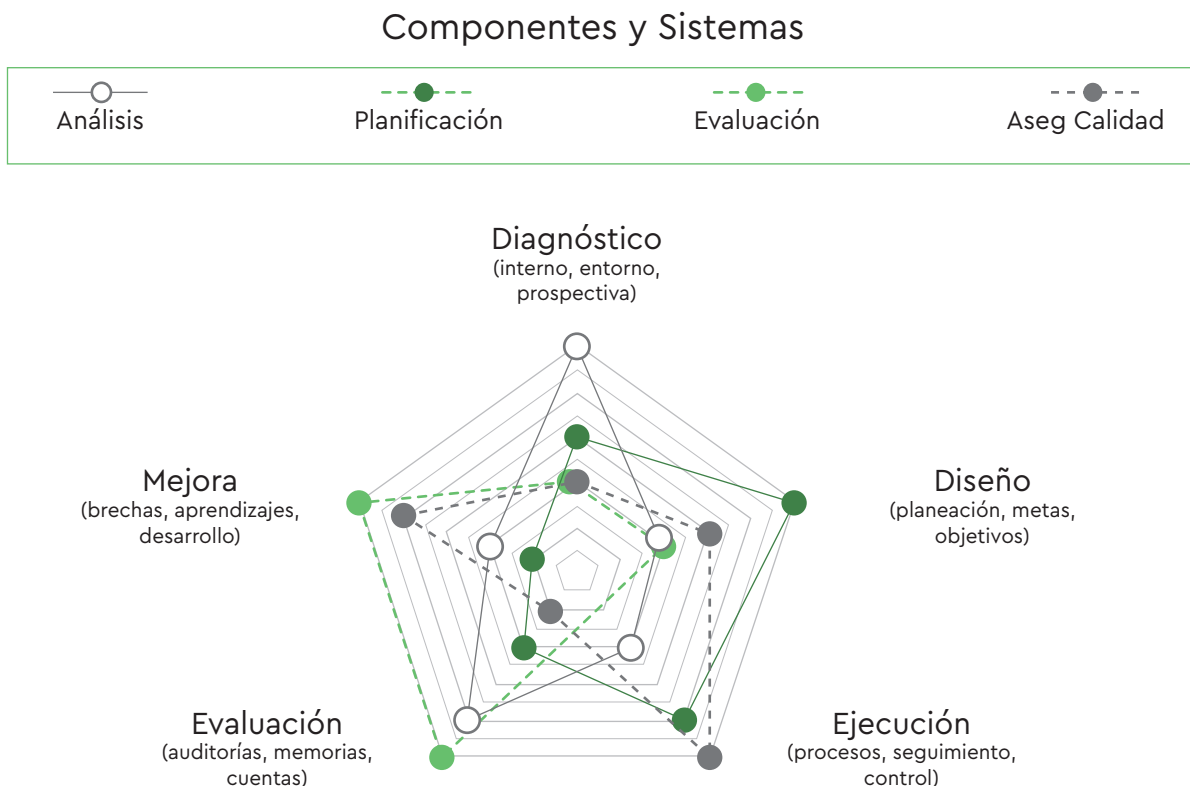 Componentes y Sistemas
Análisis
Planificación
Evaluación
Aseg Calidad
Diagnóstico
(interno, entorno,
prospectiva)
Mejora
(brechas, aprendizajes,
desarrollo)
Diseño
(planeación, metas,
objetivos)
Evaluación
(auditorías, memorias,
cuentas)
Ejecución
(procesos, seguimiento,
control)